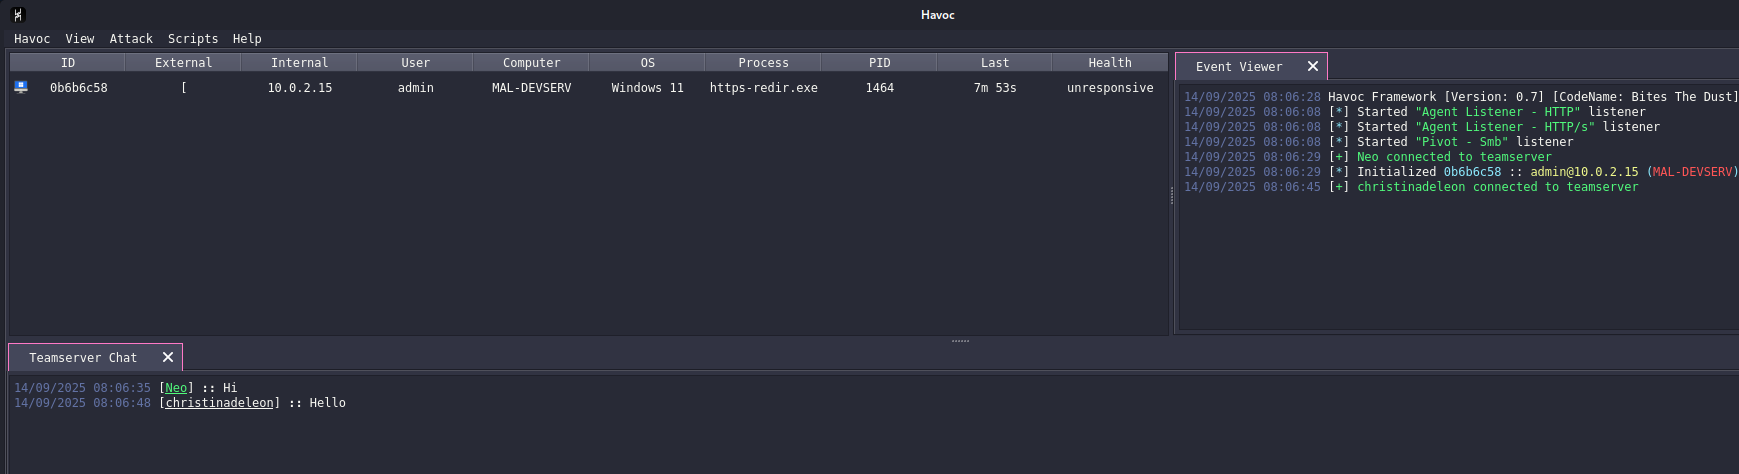 Havoc
Havoc View Attack Scripts Help
ID External Internal User Computer OS Process PID Last Health
0b6b6c58 [ 10.0.2.15 admin MAL-DEVSERV Windows 11 https-redir.exe 1464 7m 53s unresponsive
Event Viewer
14/09/2025 08:06:28 Havoc Framework [Version: 0.7] [CodeName: Bites The Dust]
14/09/2025 08:06:08 [*] Started "Agent Listener - HTTP" listener
14/09/2025 08:06:08 [*] Started "Agent Listener - HTTP/s" listener
14/09/2025 08:06:08 [*] Started "Pivot - Smb" listener
14/09/2025 08:06:29 [+] Neo connected to teamserver
14/09/2025 08:06:29 [*] Initialized 0b6b6c58 :: admin@10.0.2.15 (MAL-DEVSERV)
14/09/2025 08:06:45 [+] christinadeleon connected to teamserver
Teamserver Chat
14/09/2025 08:06:35 [Neo] :: Hi
14/09/2025 08:06:48 [christinadeleon] :: Hello